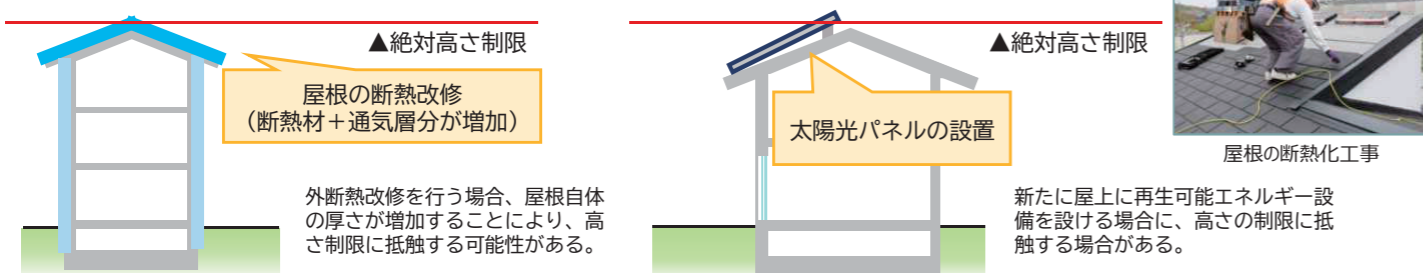 ▲絶対高さ制限
屋根の断熱改修
（断熱材＋通気層分が増加）
外断熱改修を行う場合、屋根自体
の厚さが増加することにより、高
さ制限に抵触する可能性がある。
▲絶対高さ制限
太陽光パネルの設置
新たに屋上に再生可能エネルギー設
備を設ける場合に、高さの制限に抵
触する場合がある。
屋根の断熱化工事